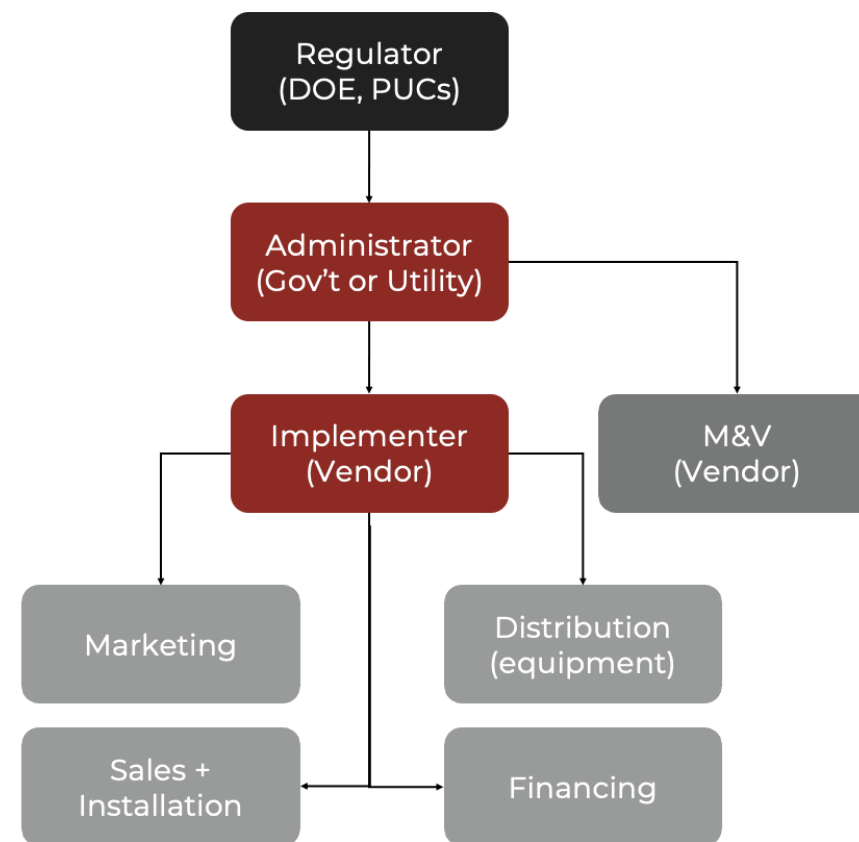 Regulator
(DOE, PUCs)
Administrator
(Gov’t or Utility)
Implementer
(Vendor)
M&V
(Vendor)
Marketing
Distribution
(equipment)
Sales +
Installation
Financing